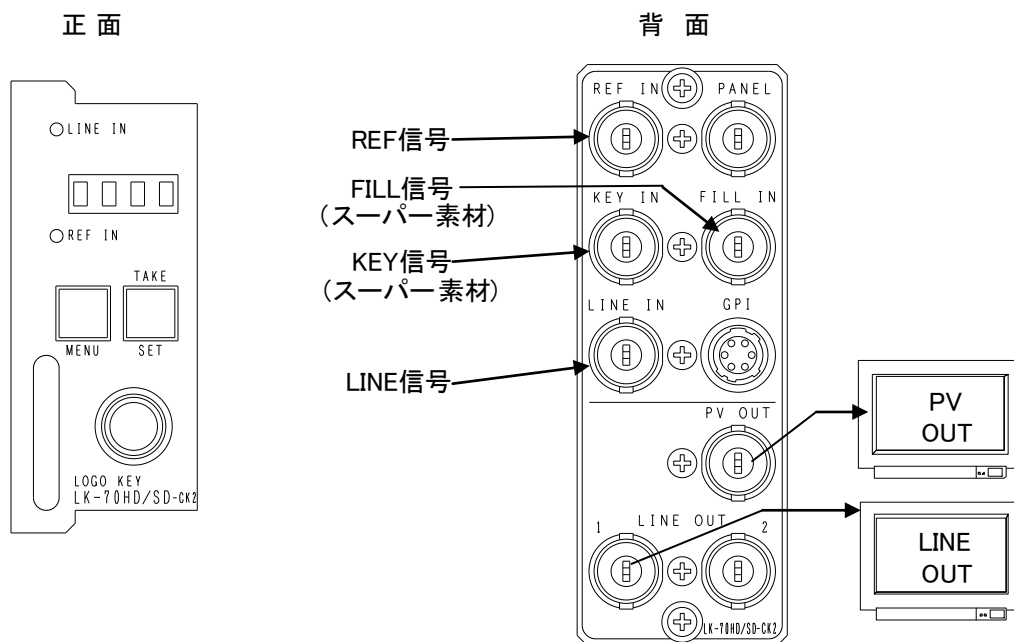 正 面
LINE IN
REF IN
TAKE
MENU SET
LOGO KEY
LK-70HD/SD-CK2
背 面
REF IN PANEL
REF信号
FILL信号
（スーパー素材）
KEY IN FILL IN
KEY信号
（スーパー素材）
LINE IN GPI
LINE信号
PV OUT
PV
OUT
1 LINE OUT 2
LINE
OUT
LK-70HD/SD-CK2